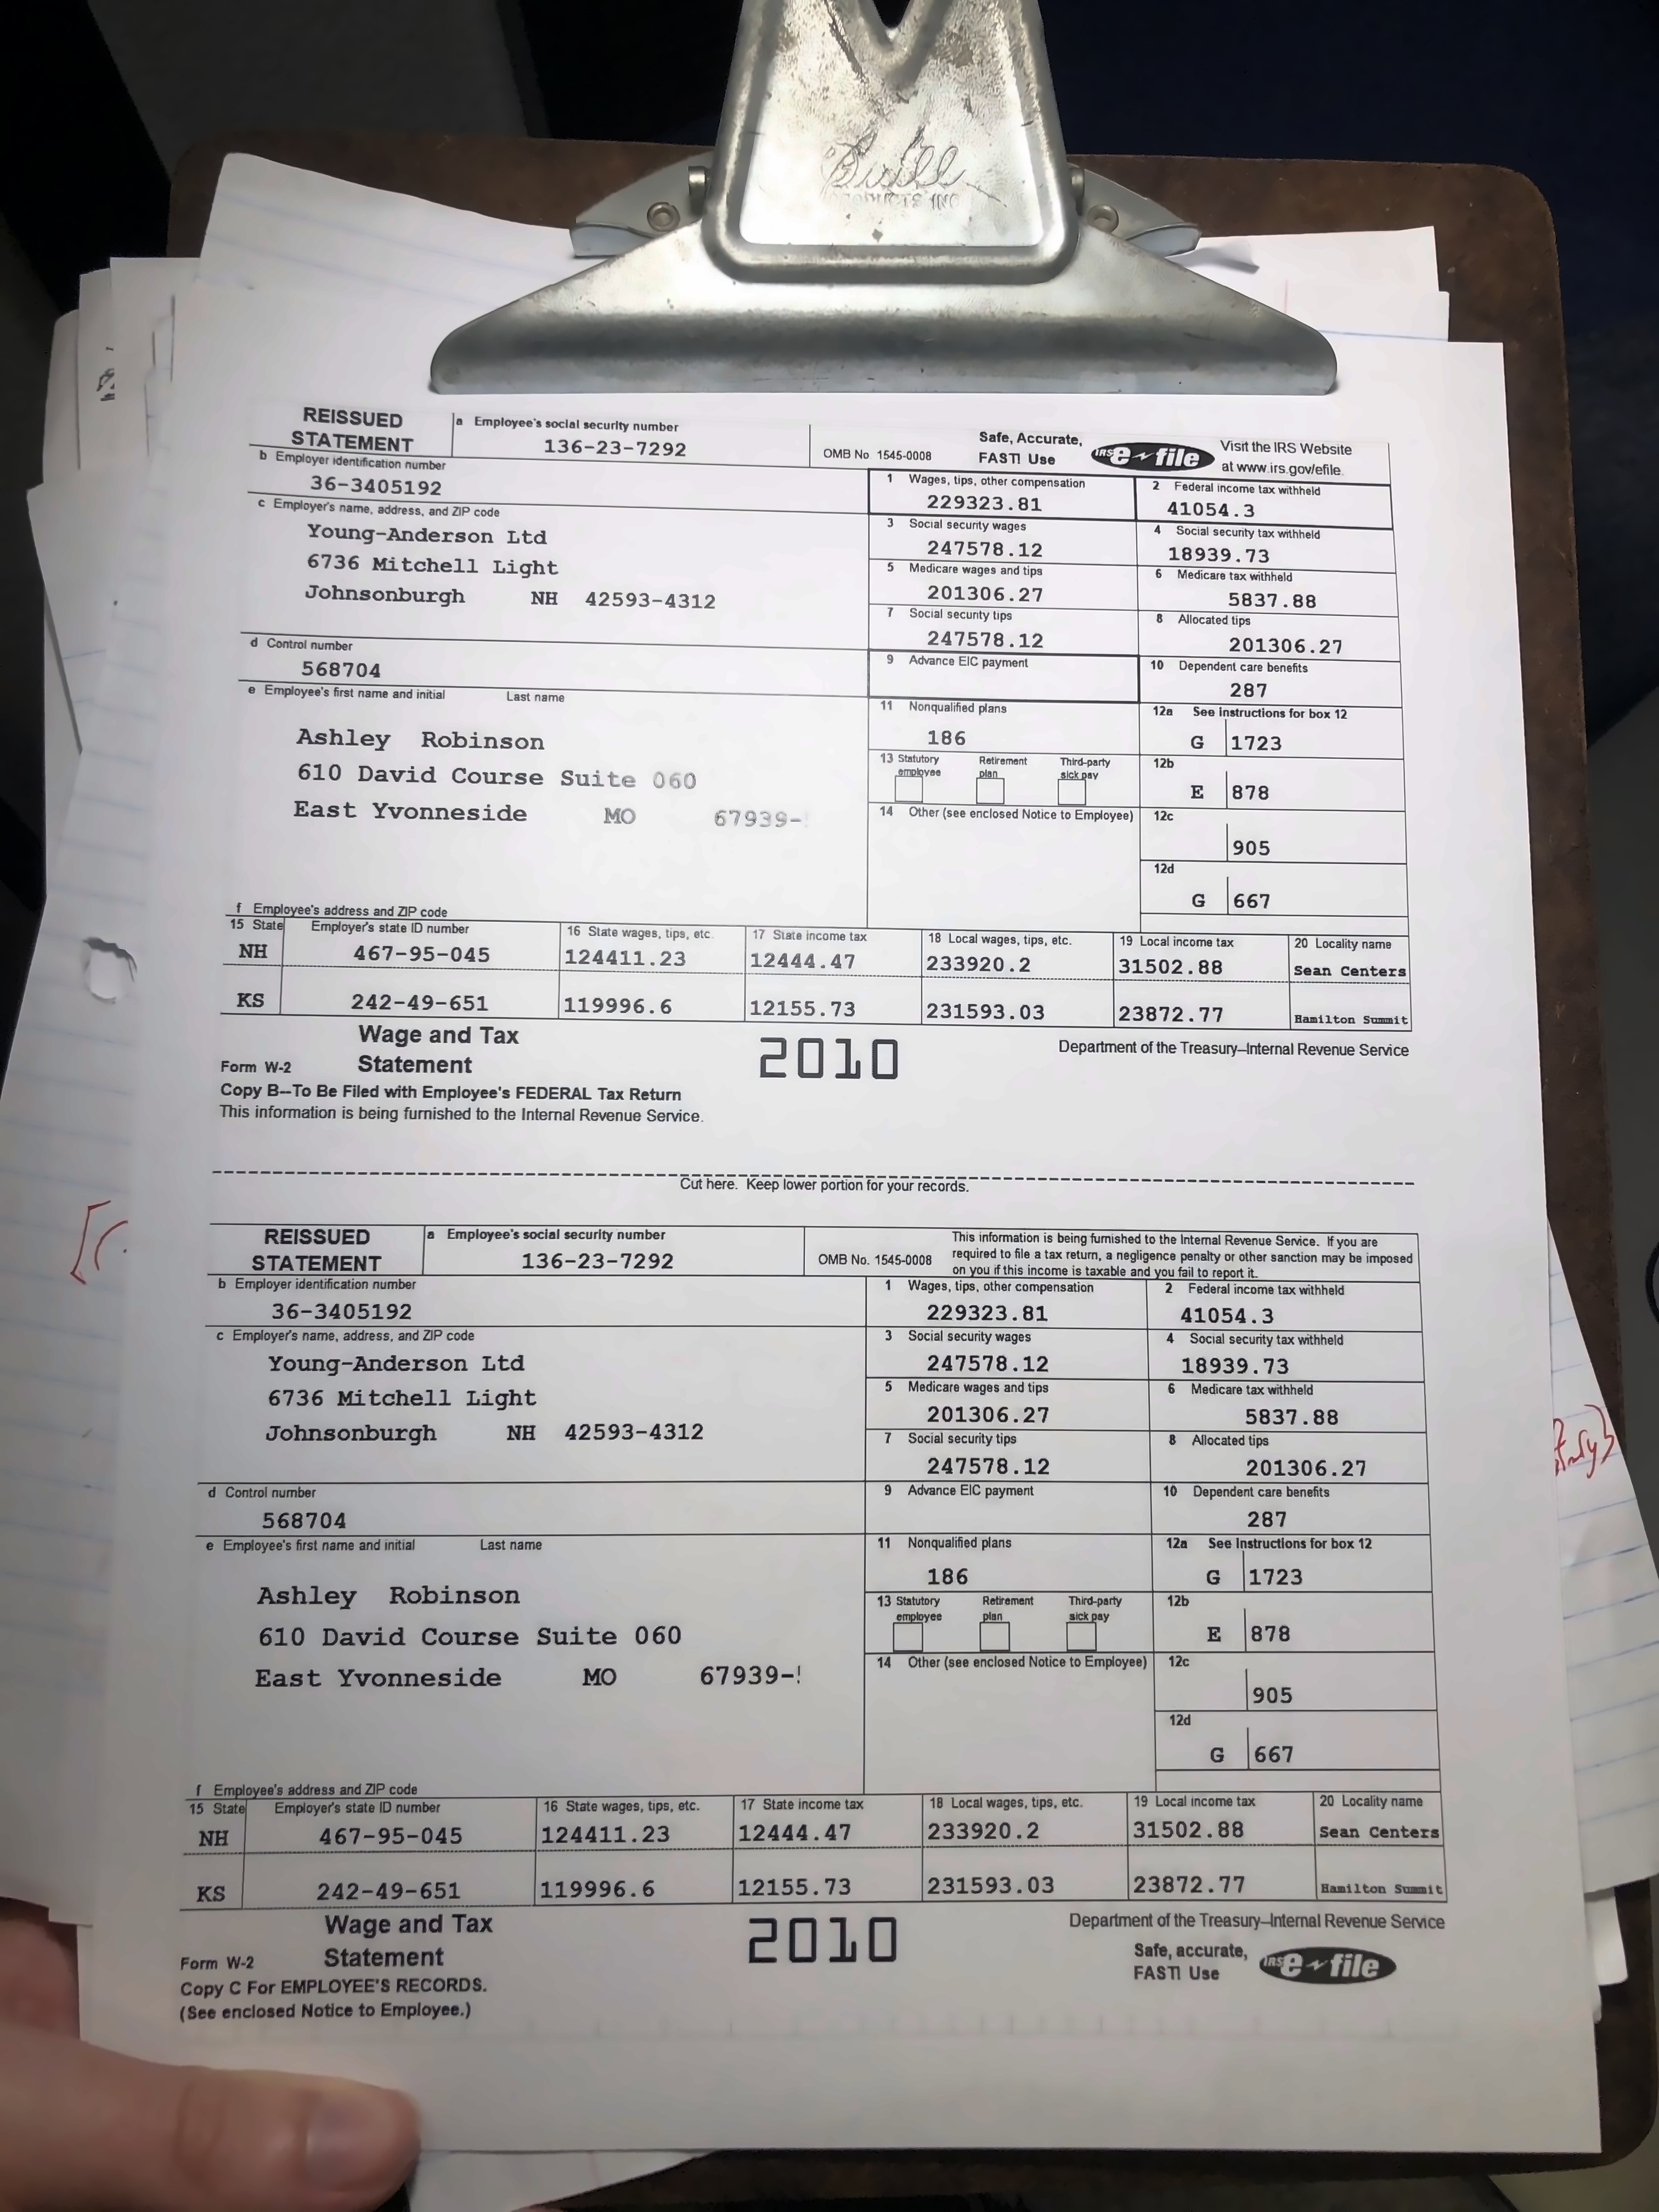 Buill
PRODUCTS INC
REISSUED STATEMENT
a Employee's social security number
136-23-7292
OMB No 1545-0008
Safe, Accurate, FAST! Use
IRS e-file
Visit the IRS Website at www.irs.gov/efile.
b Employer identification number
36-3405192
1 Wages, tips, other compensation
229323.81
2 Federal income tax withheld
41054.3
c Employer's name, address, and ZIP code
Young-Anderson Ltd
6736 Mitchell Light
Johnsonburgh NH 42593-4312
3 Social security wages
247578.12
4 Social security tax withheld
18939.73
5 Medicare wages and tips
201306.27
6 Medicare tax withheld
5837.88
7 Social security tips
247578.12
8 Allocated tips
201306.27
d Control number
568704
9 Advance EIC payment
10 Dependent care benefits
287
e Employee's first name and initial Last name
Ashley Robinson
610 David Course Suite 060
East Yvonneside MO 67939-
11 Nonqualified plans
186
12a See Instructions for box 12
G 1723
13 Statutory employee Retirement plan Third-party sick pay
12b
E 878
14 Other (see enclosed Notice to Employee)
12c
905
12d
G 667
f Employee's address and ZIP code
15 State Employer's state ID number 16 State wages, tips, etc. 17 State income tax 18 Local wages, tips, etc. 19 Local income tax 20 Locality name
NH 467-95-045 124411.23 12444.47 233920.2 31502.88 Sean Centers
KS 242-49-651 119996.6 12155.73 231593.03 23872.77 Hamilton Summit
Form W-2 Wage and Tax Statement
2010
Department of the Treasury--Internal Revenue Service
Copy B--To Be Filed with Employee's FEDERAL Tax Return
This information is being furnished to the Internal Revenue Service.
Cut here. Keep lower portion for your records.
REISSUED STATEMENT
a Employee's social security number
136-23-7292
OMB No. 1545-0008
This information is being furnished to the Internal Revenue Service. If you are
required to file a tax return, a negligence penalty or other sanction may be imposed
on you if this income is taxable and you fail to report it.
b Employer identification number
36-3405192
1 Wages, tips, other compensation
229323.81
2 Federal income tax withheld
41054.3
c Employer's name, address, and ZIP code
Young-Anderson Ltd
6736 Mitchell Light
Johnsonburgh NH 42593-4312
3 Social security wages
247578.12
4 Social security tax withheld
18939.73
5 Medicare wages and tips
201306.27
6 Medicare tax withheld
5837.88
7 Social security tips
247578.12
8 Allocated tips
201306.27
d Control number
568704
9 Advance EIC payment
10 Dependent care benefits
287
e Employee's first name and initial Last name
Ashley Robinson
610 David Course Suite 060
East Yvonneside MO 67939-
11 Nonqualified plans
186
12a See Instructions for box 12
G 1723
13 Statutory employee Retirement plan Third-party sick pay
12b
E 878
14 Other (see enclosed Notice to Employee)
12c
905
12d
G 667
f Employee's address and ZIP code
15 State Employer's state ID number 16 State wages, tips, etc. 17 State income tax 18 Local wages, tips, etc. 19 Local income tax 20 Locality name
NH 467-95-045 124411.23 12444.47 233920.2 31502.88 Sean Centers
KS 242-49-651 119996.6 12155.73 231593.03 23872.77 Hamilton Summit
Form W-2 Wage and Tax Statement
2010
Department of the Treasury--Internal Revenue Service
Safe, accurate, FAST! Use
IRS e-file
Copy C For EMPLOYEE'S RECORDS.
(See enclosed Notice to Employee.)